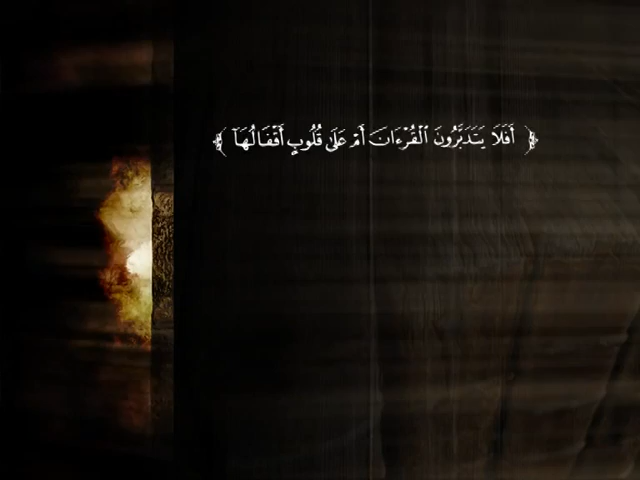 ﴿ أَفَلَا يَتَدَبَّرُونَ ٱلْقُرْءَانَ أَمْ عَلَىٰ قُلُوبٍ أَقْفَالُهَآ ﴾